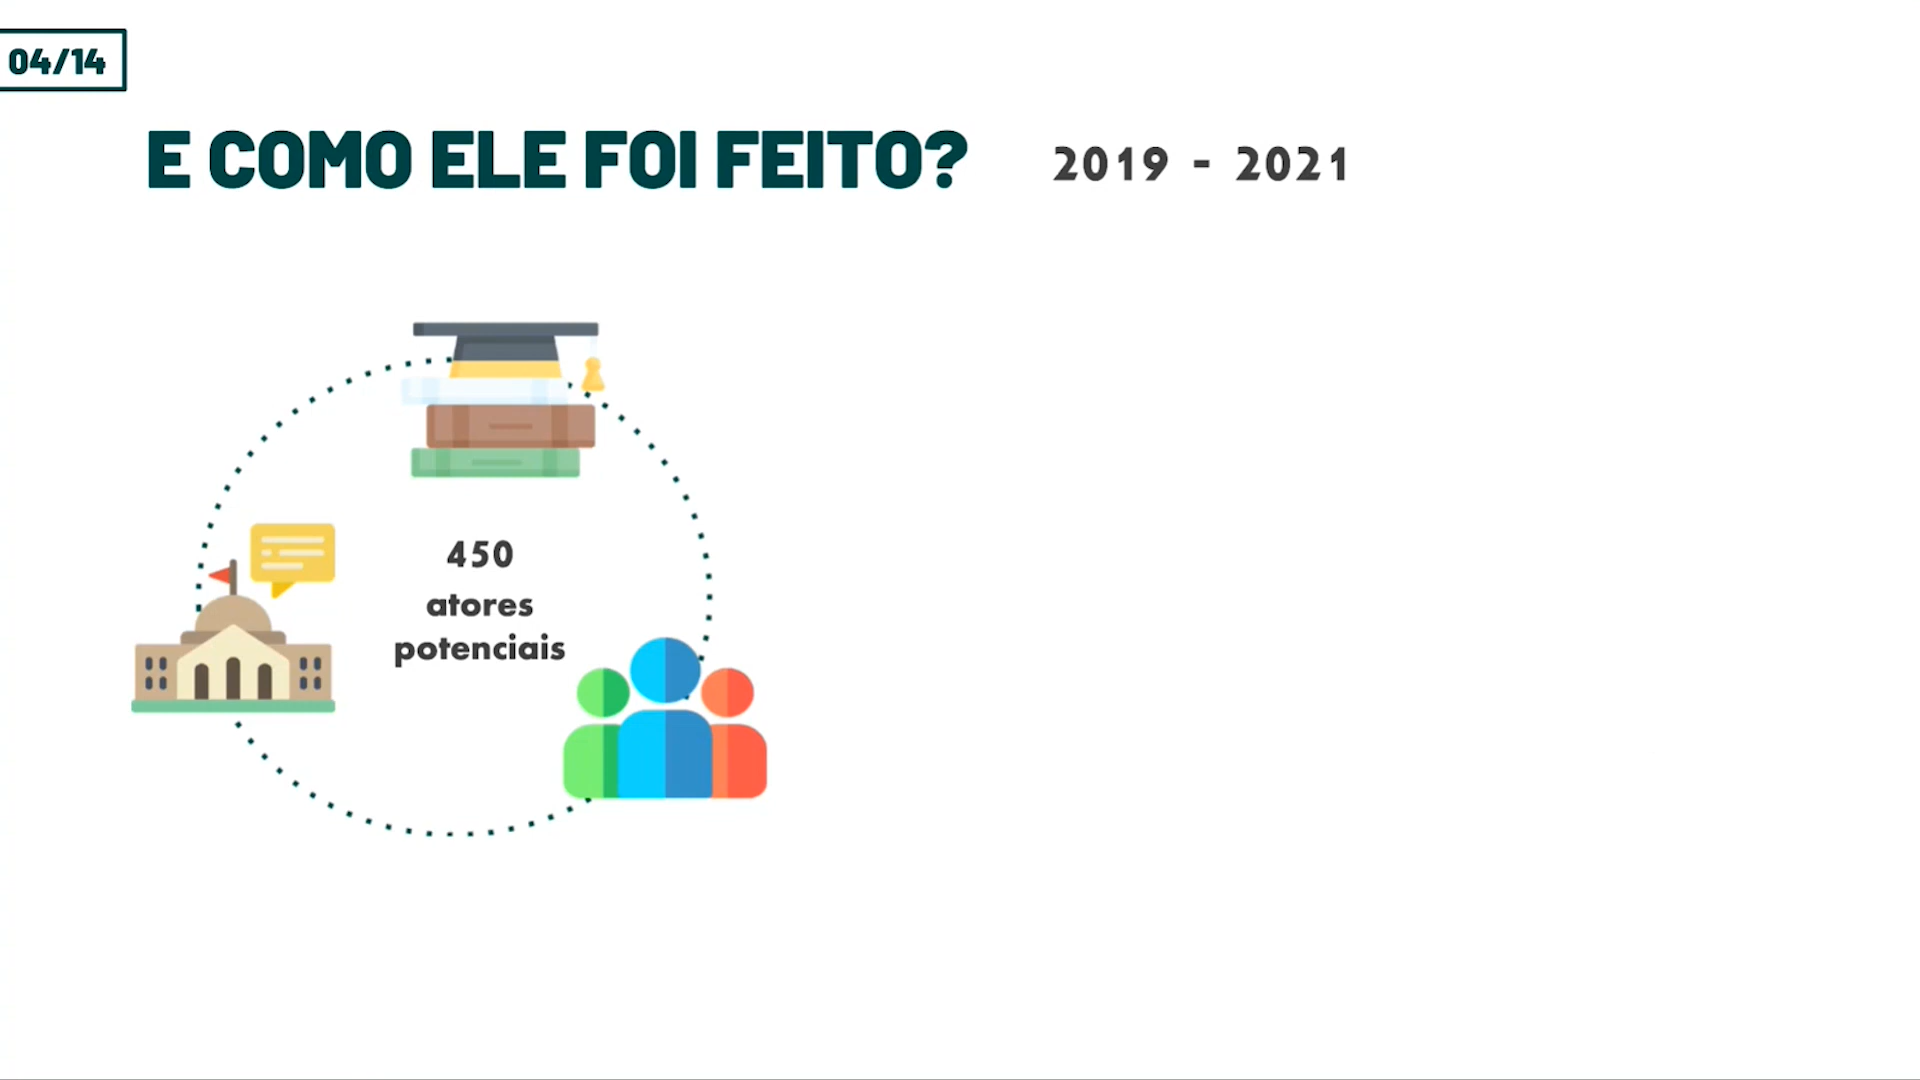 04/14
E COMO ELE FOI FEITO?
2019 - 2021
450
atores
potenciais